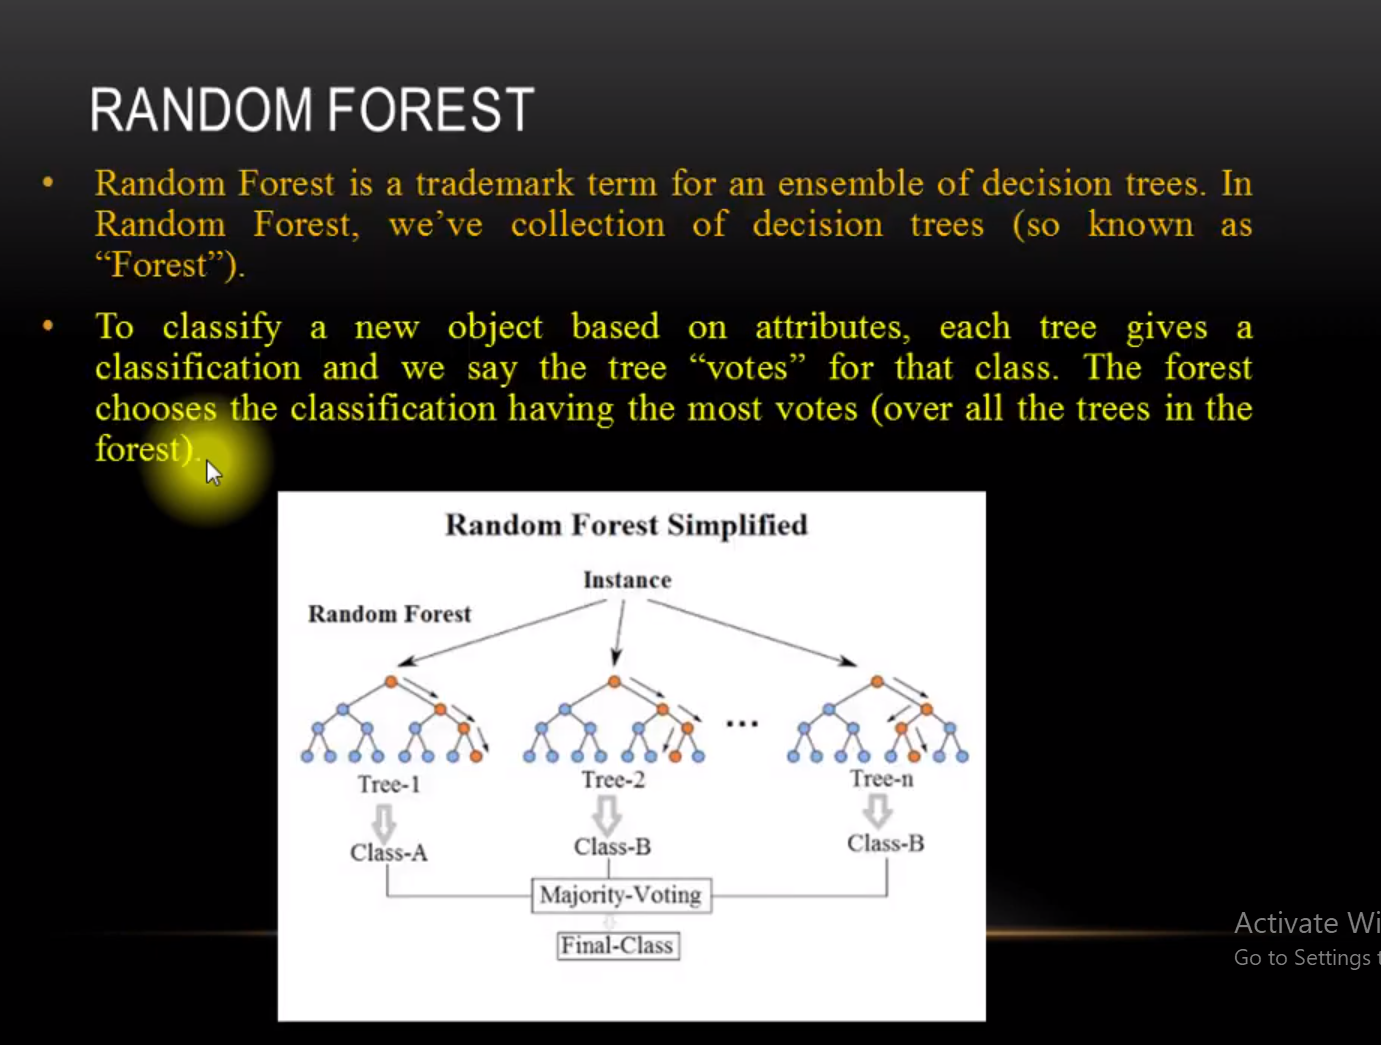 RANDOM FOREST
• Random Forest is a trademark term for an ensemble of decision trees. In
Random Forest, we’ve collection of decision trees (so known as
“Forest”).
• To classify a new object based on attributes, each tree gives a
classification and we say the tree “votes” for that class. The forest
chooses the classification having the most votes (over all the trees in the
forest).
Random Forest Simplified
Instance
Random Forest
...
Tree-1 Tree-2 Tree-n
Class-A Class-B Class-B
Majority-Voting
Final-Class
Activate Wi
Go to Settings